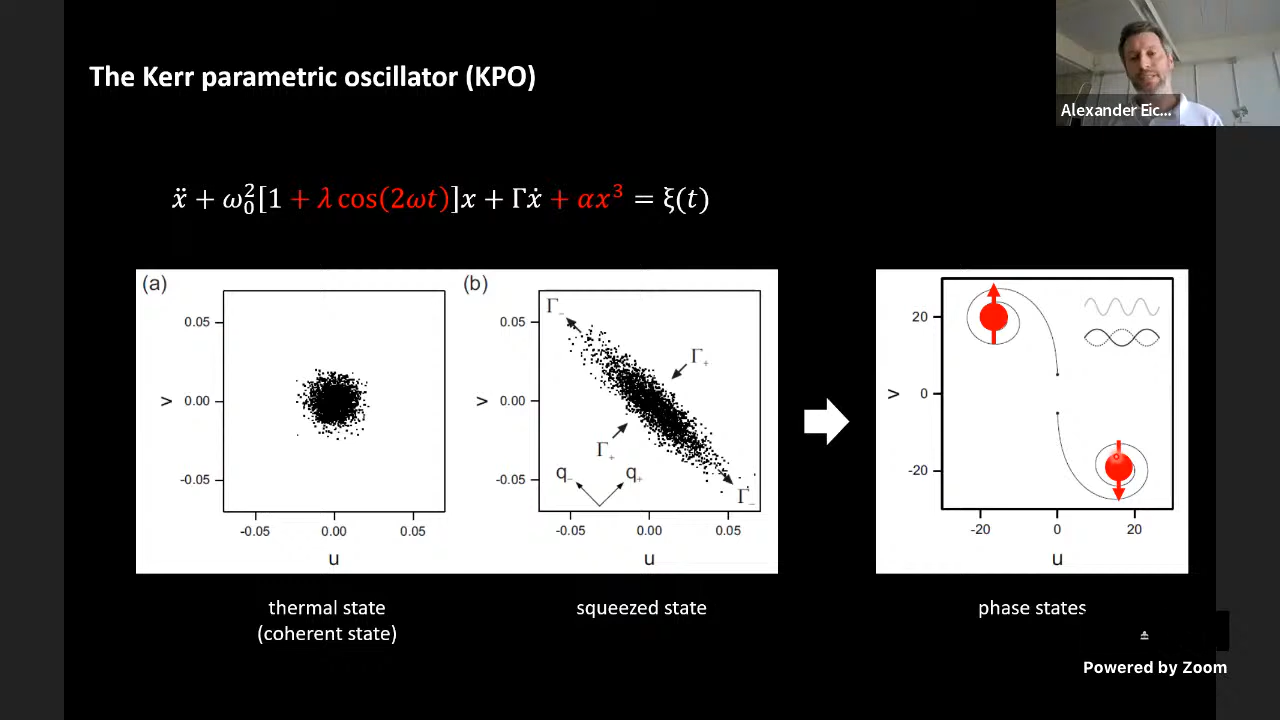 The Kerr parametric oscillator (KPO)
Alexander Eic...
ẍ + ω₀²[1 + λ cos(2ωt)]x + Γẋ + αx³ = ξ(t)
(a)
0.05
0.00
-0.05
v
-0.05 0.00 0.05
u
(b)
0.05
0.00
-0.05
v
Γ₋
Γ₊
Γ₊
q₋ q₊
Γ₋
-0.05 0.00 0.05
u
20
0
-20
v
-20 0 20
u
thermal state
(coherent state)
squeezed state
phase states
Powered by Zoom